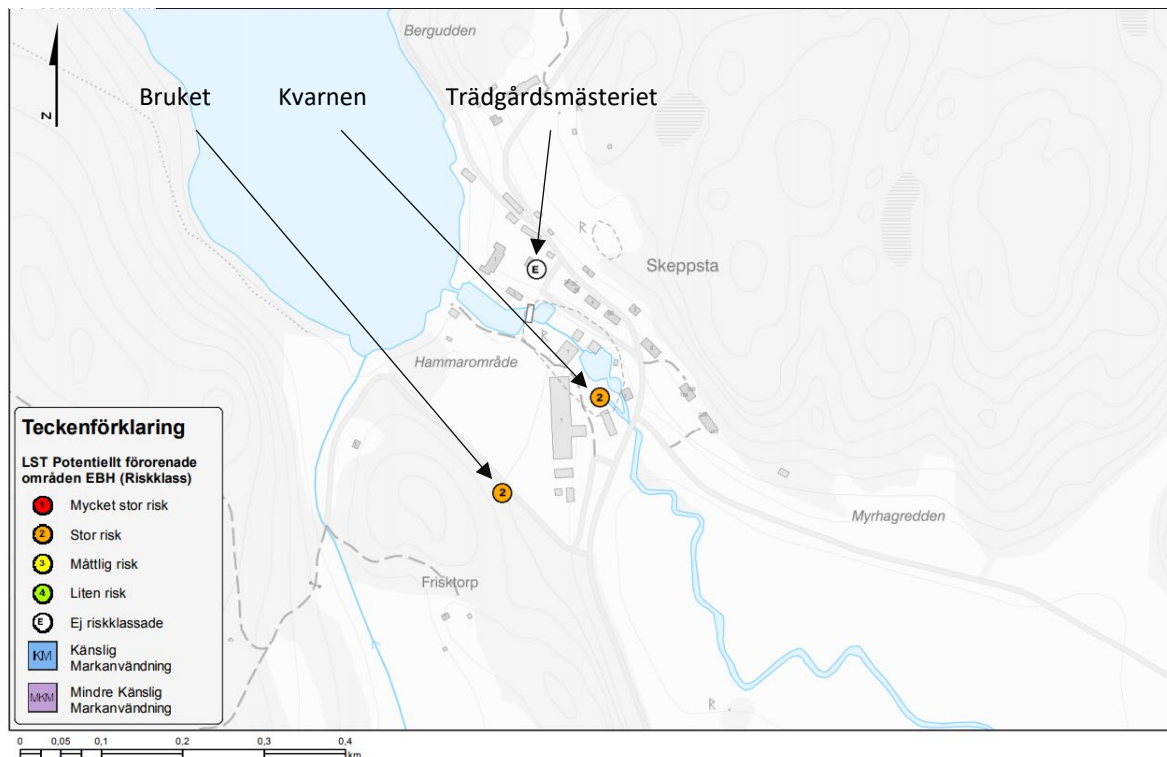 Bergudden
Bruket
Kvarnen
Trädgårdsmästeriet
N
R
R
Skeppsta
E
R
Hammarområde
2
2
Myrhagredden
Frisktorp
R
Teckenförklaring
LST Potentiellt förorenade
områden EBH (Riskklass)
1 Mycket stor risk
2 Stor risk
3 Måttlig risk
4 Liten risk
E Ej riskklassade
KM Känslig
Markanvändning
MKM Mindre Känslig
Markanvändning
0 0,05 0,1 0,2 0,3 0,4
km